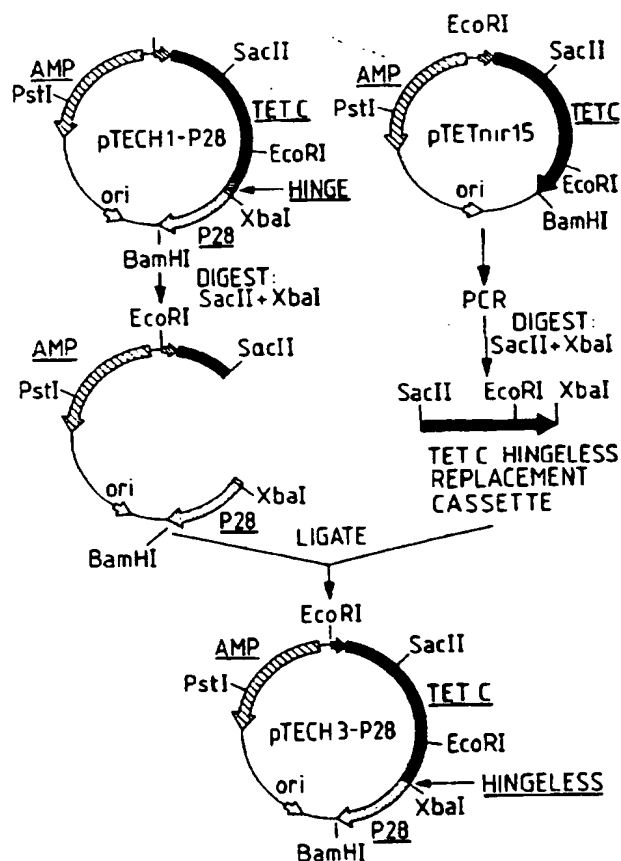 SacII
AMP
PstI
TET C
pTECH1-P28
EcoRI
HINGE
ori
XbaI
P28
BamHI
EcoRI
SacII
AMP
PstI
TETC
pTETnir15
ori
EcoRI
BamHI
DIGEST:
SacII+XbaI
EcoRI
AMP
SacII
PstI
ori
XbaI
P28
BamHI
PCR
DIGEST:
SacII+XbaI
SacII
EcoRI
XbaI
TET C HINGELESS
REPLACEMENT
CASSETTE
LIGATE
EcoRI
AMP
SacII
PstI
TET C
pTECH3-P28
EcoRI
ori
HINGELESS
XbaI
P28
BamHI